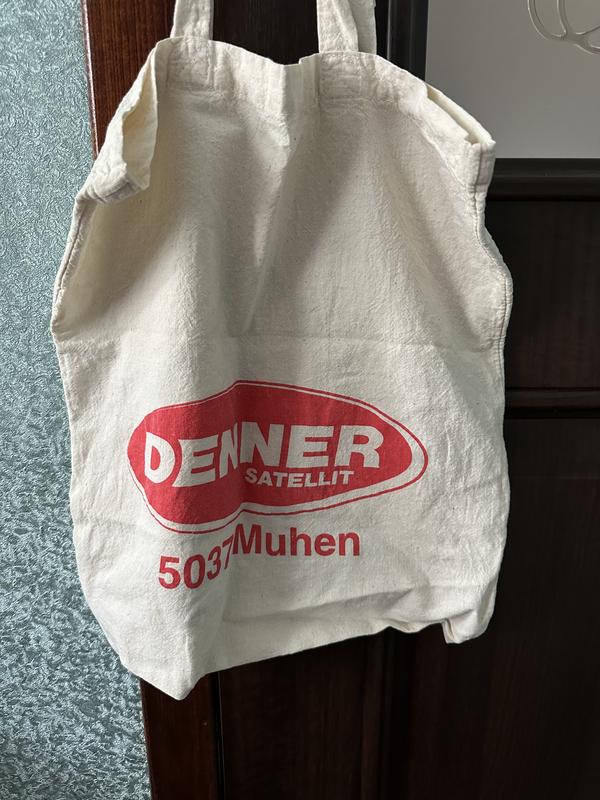 DENNER
SATELLIT
5037 Muhen